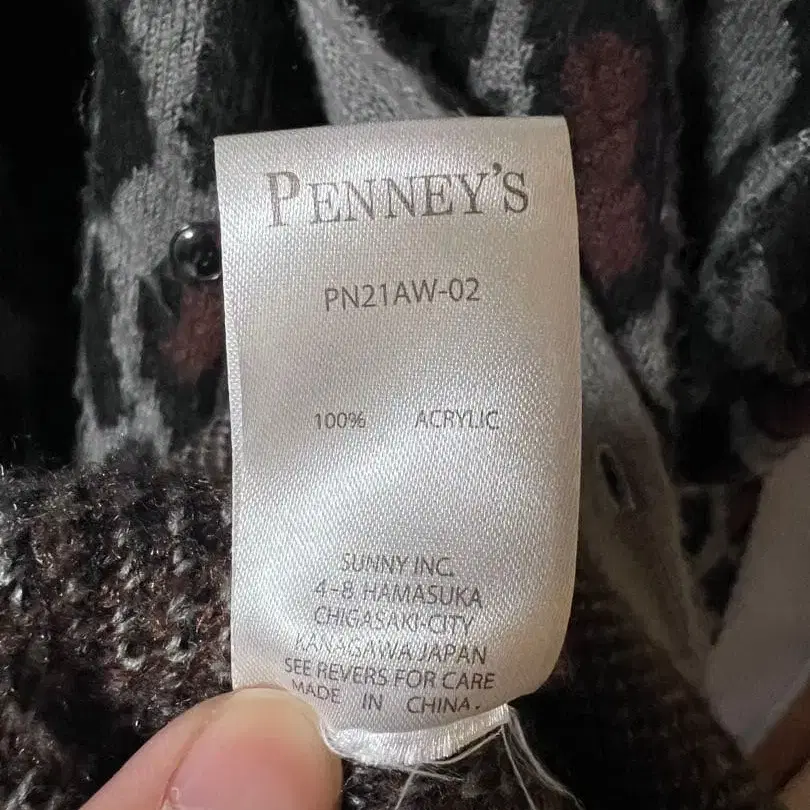 PENNEY'S
PN21AW-02
100% ACRYLIC
SUNNY INC.
4-8 HAMASUKA
CHIGASAKI-CITY
KANAGAWA JAPAN
SEE REVERS FOR CARE
MADE IN CHINA.